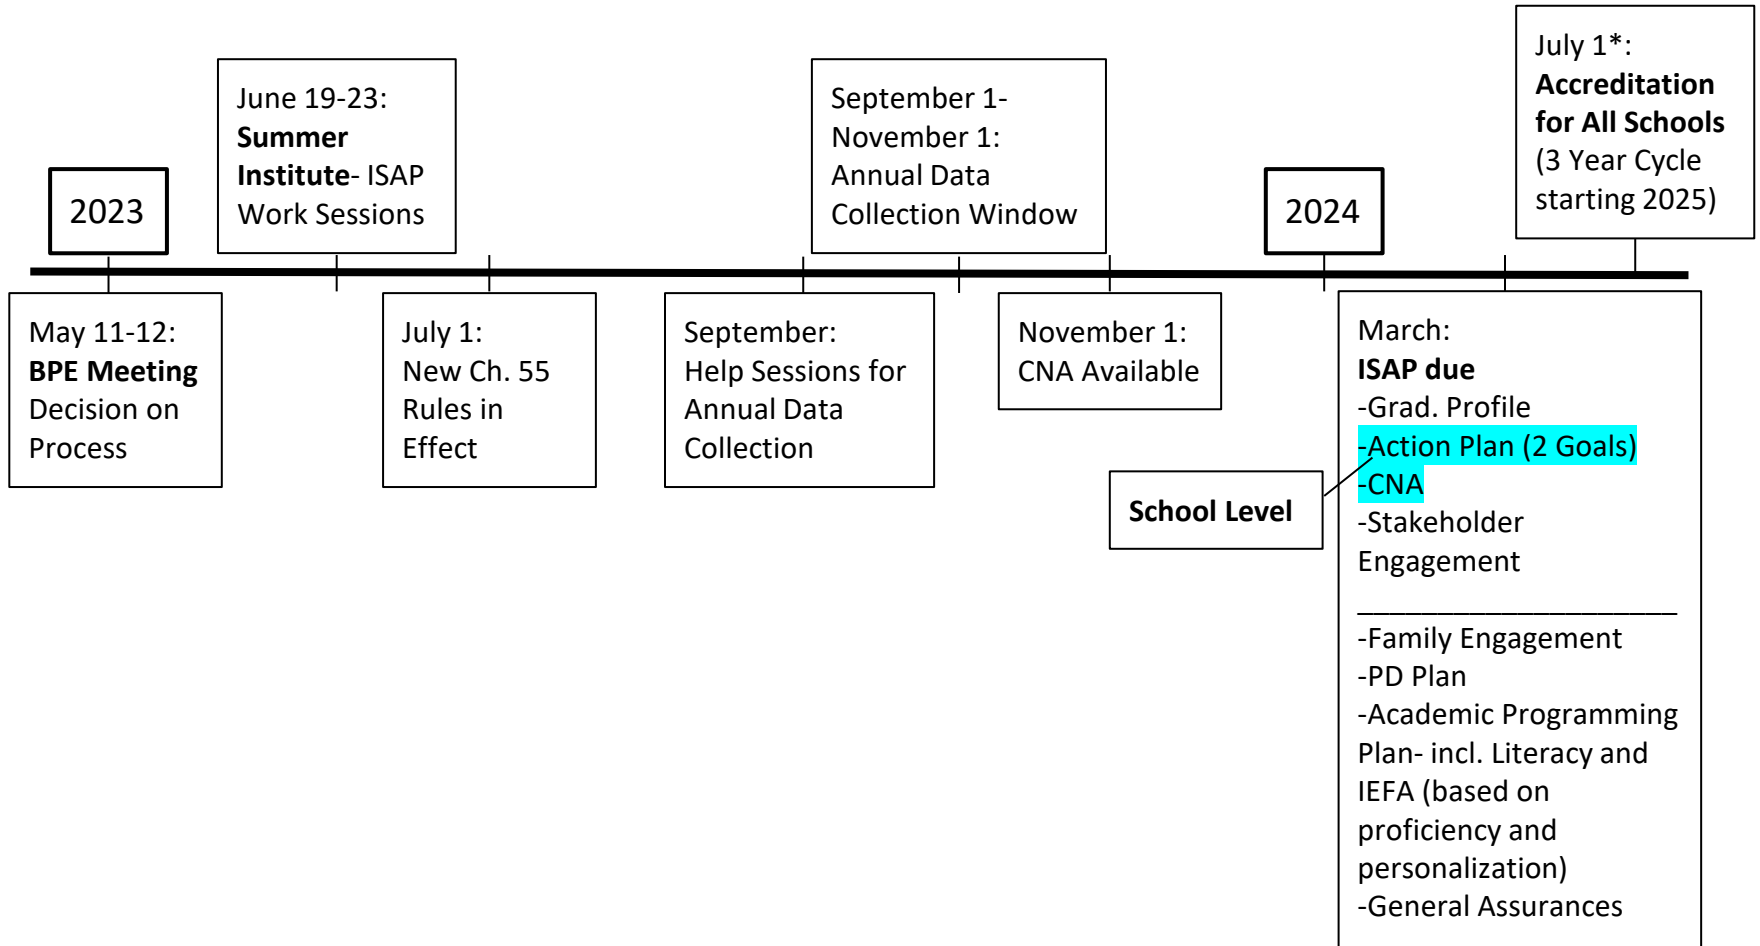 2023
May 11-12:
BPE Meeting
Decision on
Process
June 19-23:
Summer
Institute- ISAP
Work Sessions
July 1:
New Ch. 55
Rules in
Effect
September:
Help Sessions for
Annual Data
Collection
September 1-
November 1:
Annual Data
Collection Window
November 1:
CNA Available
2024
School Level
March:
ISAP due
-Grad. Profile
-Action Plan (2 Goals)
-CNA
-Stakeholder
Engagement
____________________
-Family Engagement
-PD Plan
-Academic Programming
Plan- incl. Literacy and
IEFA (based on
proficiency and
personalization)
-General Assurances
July 1*:
Accreditation
for All Schools
(3 Year Cycle
starting 2025)